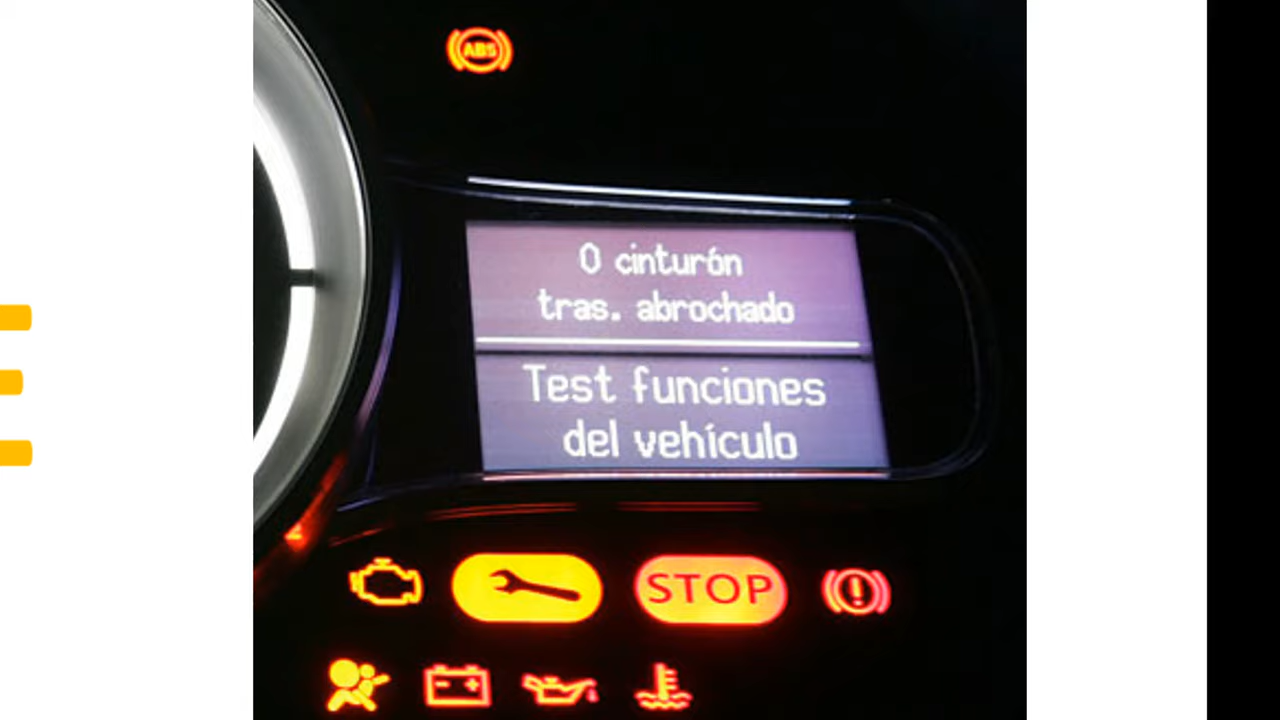 ABS
0 cinturón
tras. abrochado
Test funciones
del vehículo
STOP